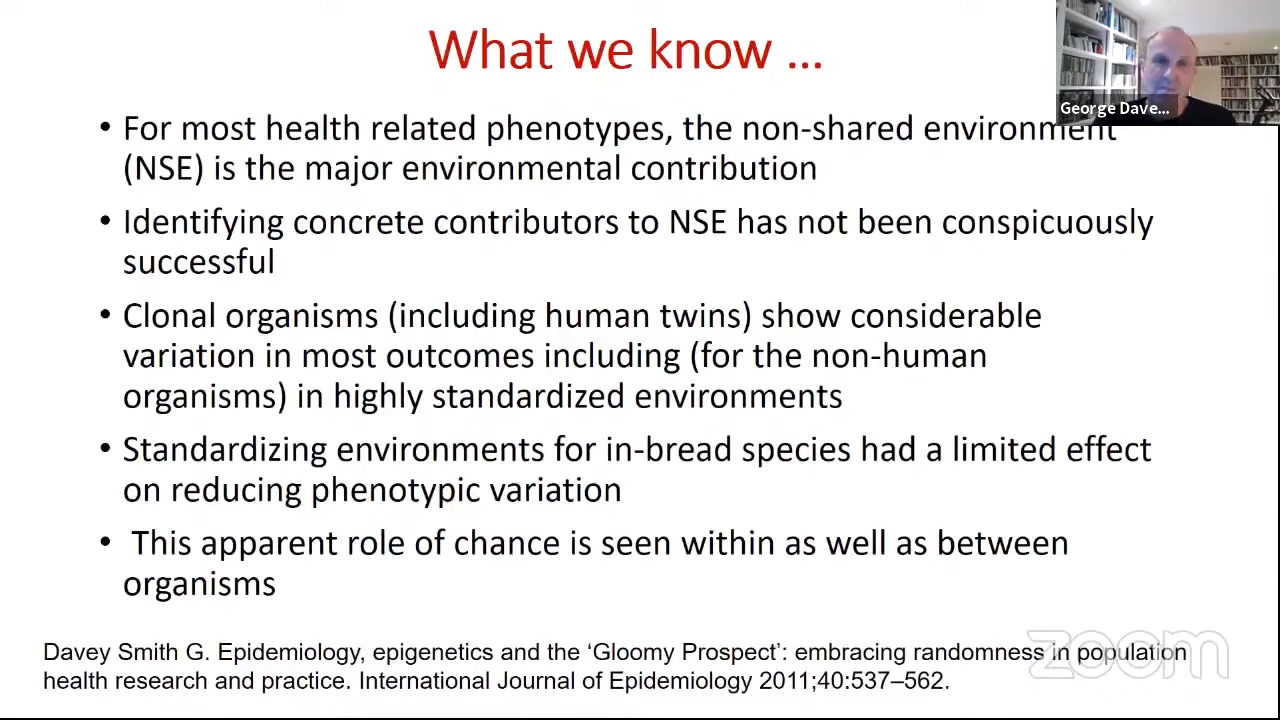 What we know ...
George Dave...
• For most health related phenotypes, the non-shared environment
(NSE) is the major environmental contribution
• Identifying concrete contributors to NSE has not been conspicuously
successful
• Clonal organisms (including human twins) show considerable
variation in most outcomes including (for the non-human
organisms) in highly standardized environments
• Standardizing environments for in-bread species had a limited effect
on reducing phenotypic variation
• This apparent role of chance is seen within as well as between
organisms
Davey Smith G. Epidemiology, epigenetics and the ‘Gloomy Prospect’: embracing randomness in population
health research and practice. International Journal of Epidemiology 2011;40:537–562.
zoom